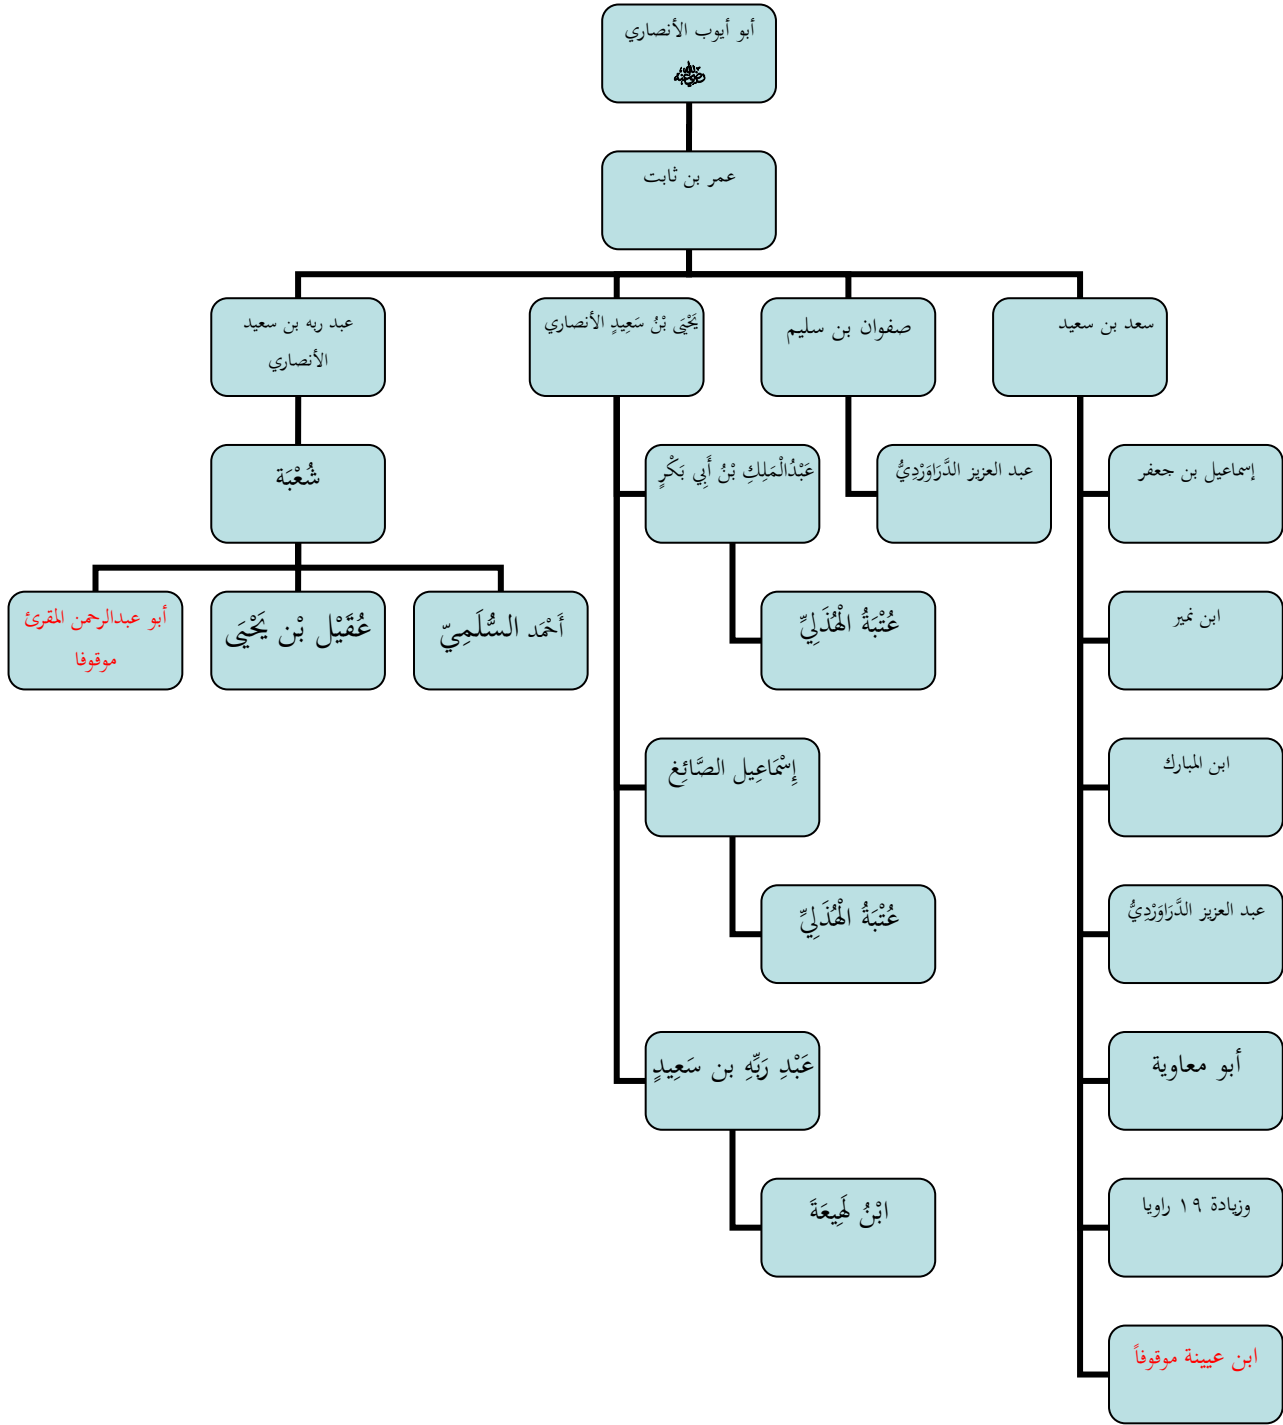 أبو أيوب الأنصاري
رضي الله عنه
عمر بن ثابت
سعد بن سعيد
صفوان بن سليم
يَحْيَى بْنُ سَعِيدٍ الأنصاري
عبد ربه بن سعيد
الأنصاري
إسماعيل بن جعفر
عبد العزيز الدَّرَاوَرْدِيُّ
عَبْدُالْمَلِكِ بْنُ أَبِي بَكْرٍ
شُعْبَة
ابن نمير
عُتْبَةُ الْهُذَلِيِّ
أَحْمَد السُّلَمِيّ
عُقَيْل بْن يَحْيَى
أبو عبدالرحمن المقرئ
موقوفا
ابن المبارك
إِسْمَاعِيل الصَّائِغ
عبد العزيز الدَّرَاوَرْدِيُّ
عُتْبَةُ الْهُذَلِيِّ
أبو معاوية
عَبْدِ رَبِّهِ بن سَعِيدٍ
وزيادة ١٩ راويا
ابْنُ لَهِيعَةَ
ابن عيينة موقوفاً